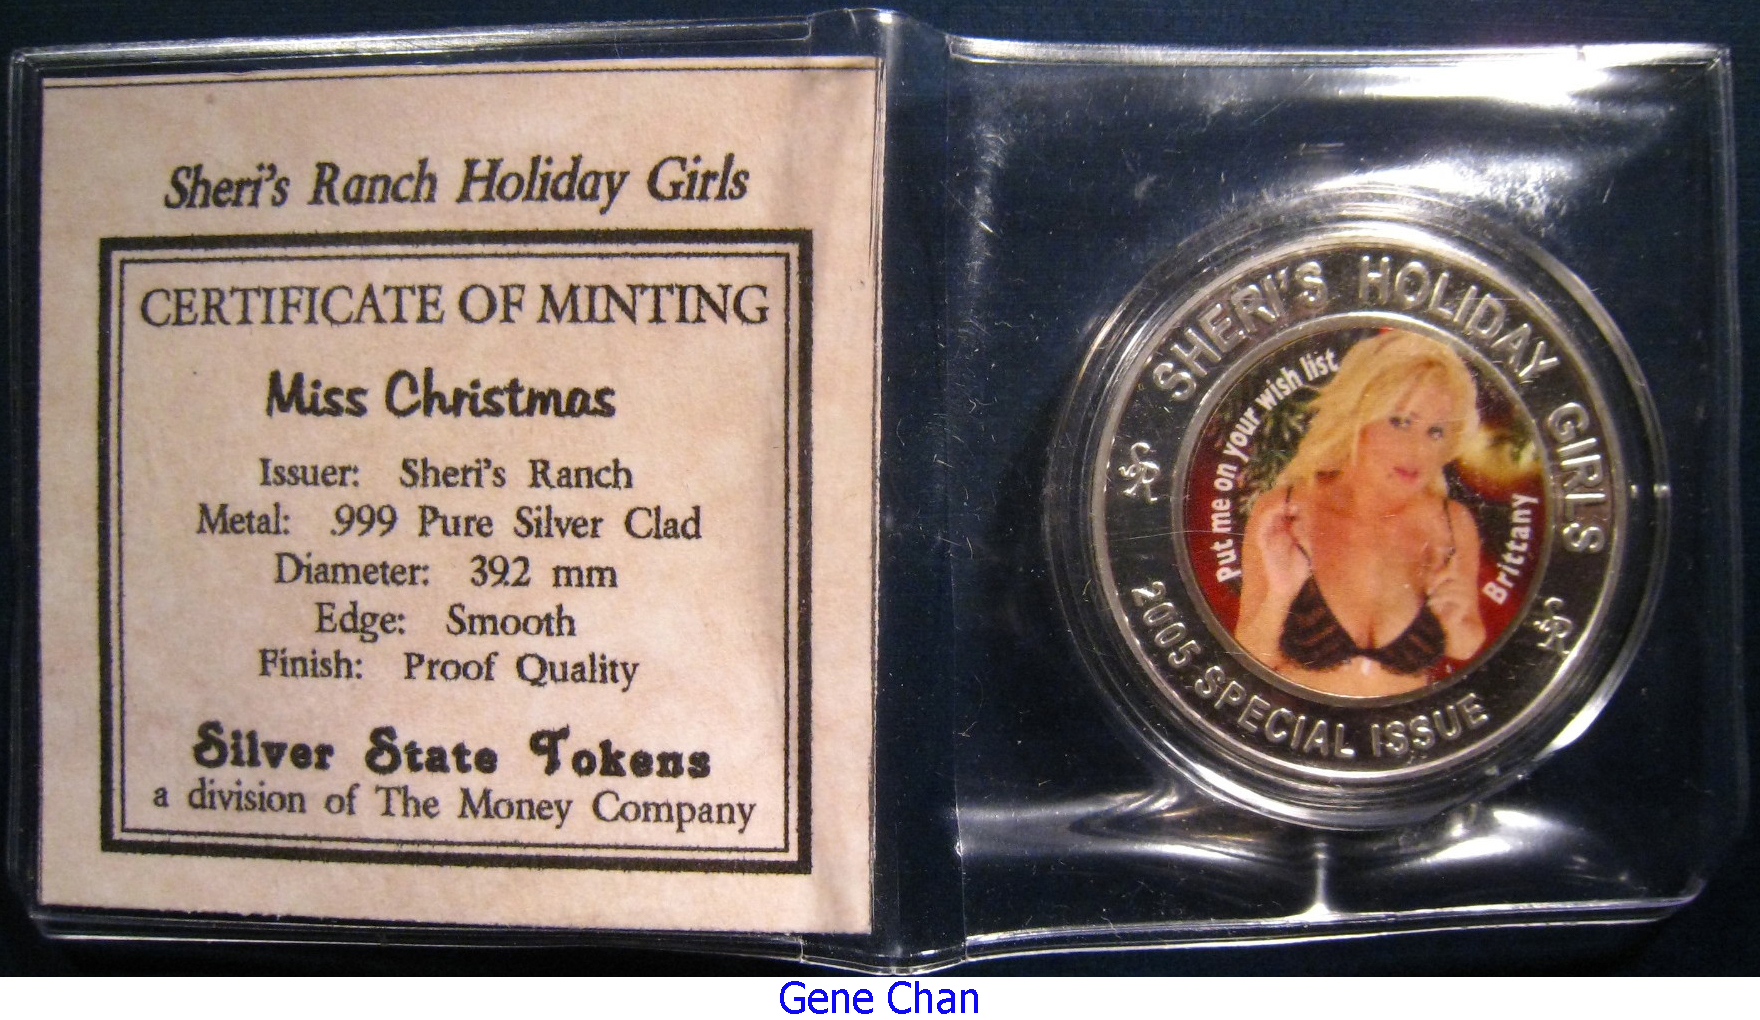 Sheri's Ranch Holiday Girls
CERTIFICATE OF MINTING
Miss Christmas
Issuer: Sheri's Ranch
Metal: .999 Pure Silver Clad
Diameter: 39.2 mm
Edge: Smooth
Finish: Proof Quality
Silver State Tokens
a division of The Money Company
SHERI'S HOLIDAY GIRLS
Put me on your wish list
Brittany
2005 SPECIAL ISSUE
Gene Chan